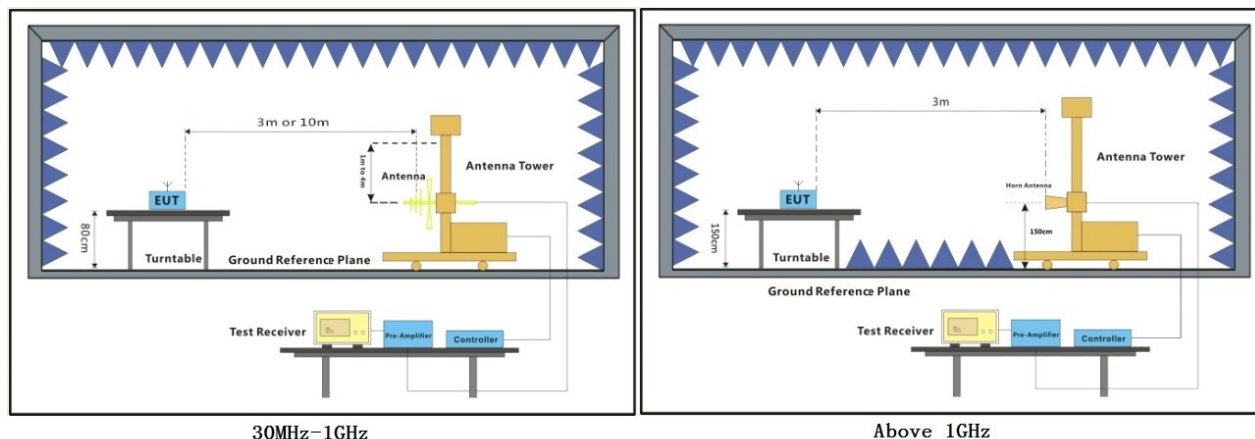 3m or 10m
1m to 4m
Antenna
Antenna Tower
EUT
80cm
Turntable
Ground Reference Plane
Test Receiver
Pre-Amplifier
Controller
30MHz-1GHz
3m
Antenna Tower
Horn Antenna
EUT
150cm
150cm
Turntable
Ground Reference Plane
Test Receiver
Pre-Amplifier
Controller
Above 1GHz